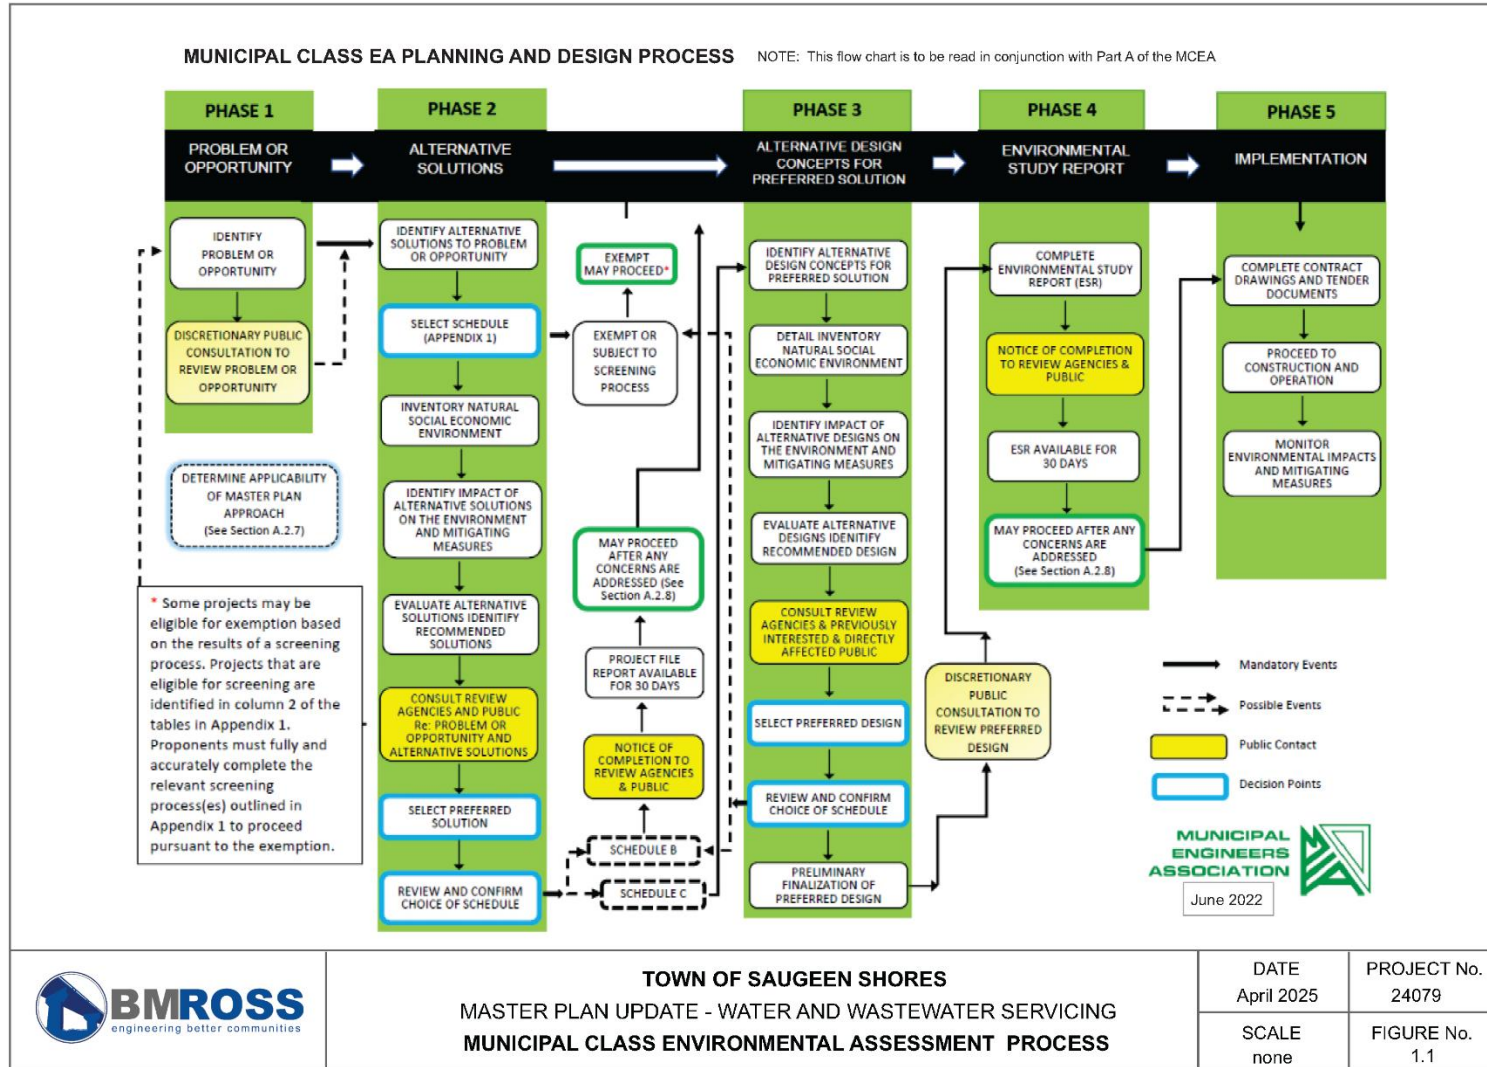 MUNICIPAL CLASS EA PLANNING AND DESIGN PROCESS
NOTE: This flow chart is to be read in conjunction with Part A of the MCEA
PHASE 1
PROBLEM OR
OPPORTUNITY
IDENTIFY
PROBLEM OR
OPPORTUNITY
DISCRETIONARY PUBLIC
CONSULTATION TO
REVIEW PROBLEM OR
OPPORTUNITY
DETERMINE APPLICABILITY
OF MASTER PLAN
APPROACH
(See Section A.2.7)
* Some projects may be
eligible for exemption based
on the results of a screening
process. Projects that are
eligible for screening are
identified in column 2 of the
tables in Appendix 1.
Proponents must fully and
accurately complete the
relevant screening
process(es) outlined in
Appendix 1 to proceed
pursuant to the exemption.
PHASE 2
ALTERNATIVE
SOLUTIONS
IDENTIFY ALTERNATIVE
SOLUTIONS TO PROBLEM
OR OPPORTUNITY
SELECT SCHEDULE
(APPENDIX 1)
INVENTORY NATURAL
SOCIAL ECONOMIC
ENVIRONMENT
IDENTIFY IMPACT OF
ALTERNATIVE SOLUTIONS
ON THE ENVIRONMENT
AND MITIGATING
MEASURES
EVALUATE ALTERNATIVE
SOLUTIONS IDENITIFY
RECOMMENDED
SOLUTIONS
CONSULT REVIEW
AGENCIES AND PUBLIC
Re: PROBLEM OR
OPPORTUNITY AND
ALTERNATIVE SOLUTIONS
SELECT PREFERRED
SOLUTION
REVIEW AND CONFIRM
CHOICE OF SCHEDULE
EXEMPT
MAY PROCEED*
EXEMPT OR
SUBJECT TO
SCREENING
PROCESS
MAY PROCEED
AFTER ANY
CONCERNS ARE
ADDRESSED (See
Section A.2.8)
PROJECT FILE
REPORT AVAILABLE
FOR 30 DAYS
NOTICE OF
COMPLETION TO
REVIEW AGENCIES
& PUBLIC
SCHEDULE B
SCHEDULE C
PHASE 3
ALTERNATIVE DESIGN
CONCEPTS FOR
PREFERRED SOLUTION
IDENTIFY ALTERNATIVE
DESIGN CONCEPTS FOR
PREFERRED SOLUTION
DETAIL INVENTORY
NATURAL SOCIAL
ECONOMIC ENVIRONMENT
IDENTIFY IMPACT OF
ALTERNATIVE DESIGNS ON
THE ENVIRONMENT AND
MITIGATING MEASURES
EVALUATE ALTERNATIVE
DESIGNS IDENITIFY
RECOMMENDED DESIGN
CONSULT REVIEW
AGENCIES & PREVIOUSLY
INTERESTED & DIRECTLY
AFFECTED PUBLIC
SELECT PREFERRED DESIGN
REVIEW AND CONFIRM
CHOICE OF SCHEDULE
PRELIMINARY
FINALIZATION OF
PREFERRED DESIGN
DISCRETIONARY
PUBLIC
CONSULTATION TO
REVIEW PREFERRED
DESIGN
PHASE 4
ENVIRONMENTAL
STUDY REPORT
COMPLETE
ENVIRONMENTAL STUDY
REPORT (ESR)
NOTICE OF COMPLETION
TO REVIEW AGENCIES &
PUBLIC
ESR AVAILABLE FOR
30 DAYS
MAY PROCEED AFTER ANY
CONCERNS ARE
ADDRESSED
(See Section A.2.8)
PHASE 5
IMPLEMENTATION
COMPLETE CONTRACT
DRAWINGS AND TENDER
DOCUMENTS
PROCEED TO
CONSTRUCTION AND
OPERATION
MONITOR
ENVIRONMENTAL IMPACTS
AND MITIGATING
MEASURES
Mandatory Events
Possible Events
Public Contact
Decision Points
MUNICIPAL
ENGINEERS
ASSOCIATION
June 2022
BMROSS
engineering better communities
TOWN OF SAUGEEN SHORES
MASTER PLAN UPDATE - WATER AND WASTEWATER SERVICING
MUNICIPAL CLASS ENVIRONMENTAL ASSESSMENT PROCESS
DATE
April 2025
PROJECT No.
24079
SCALE
none
FIGURE No.
1.1